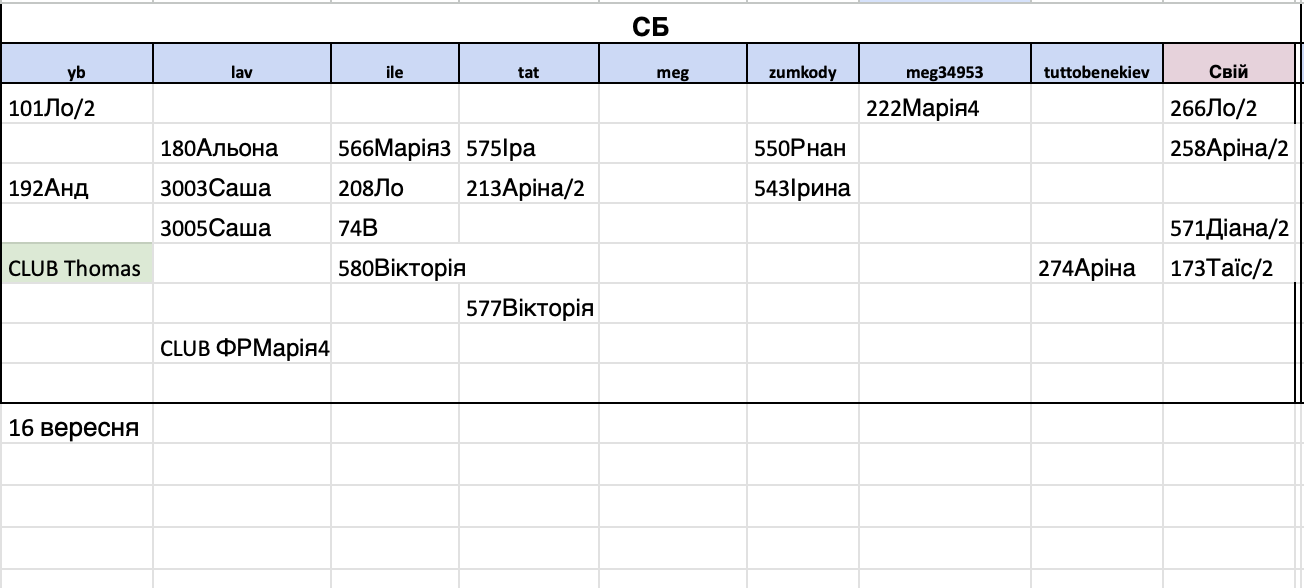 СБ
yb lav ile tat meg zumkody meg34953 tuttobenekiev Свій
101Ло/2 222Марія4 266Ло/2
180Альона 566Марія3 575Іра 550Рнан 258Аріна/2
192Анд 3003Саша 208Ло 213Аріна/2 543Ірина
3005Саша 74В 571Діана/2
CLUB Thomas 580Вікторія 274Аріна 173Таїс/2
577Вікторія
CLUB ФРМарія4
16 вересня